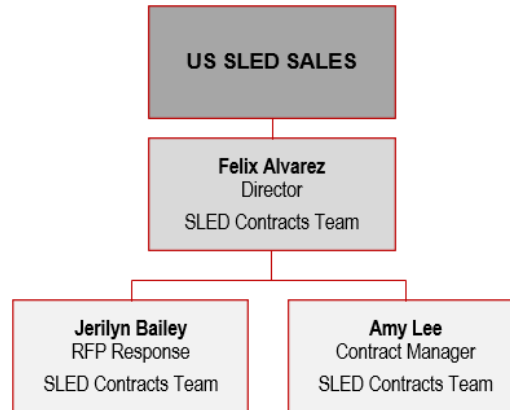 US SLED SALES
Felix Alvarez
Director
SLED Contracts Team
Jerilyn Bailey
RFP Response
SLED Contracts Team
Amy Lee
Contract Manager
SLED Contracts Team